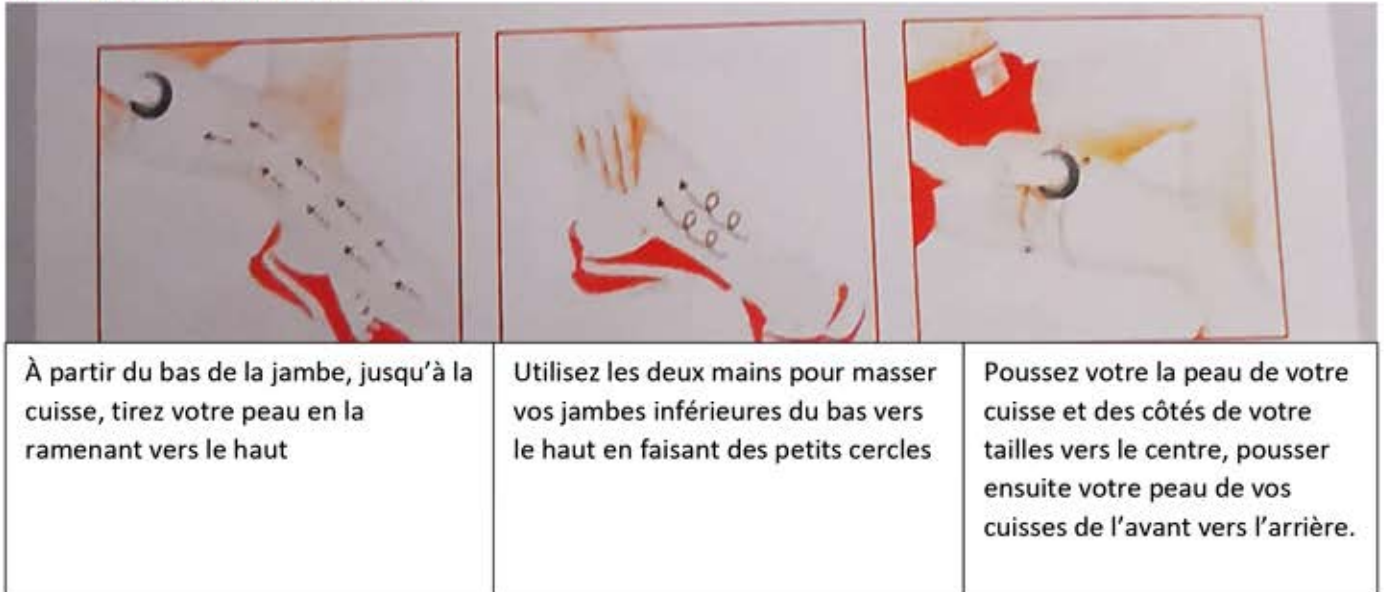 À partir du bas de la jambe, jusqu'à la
cuisse, tirez votre peau en la
ramenant vers le haut
Utilisez les deux mains pour masser
vos jambes inférieures du bas vers
le haut en faisant des petits cercles
Poussez votre la peau de votre
cuisse et des côtés de votre
tailles vers le centre, pousser
ensuite votre peau de vos
cuisses de l'avant vers l'arrière.